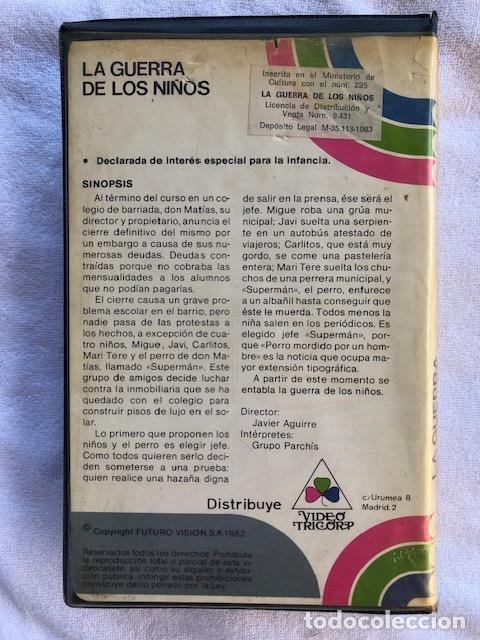 LA GUERRA
DE LOS NIÑOS
Inscrita en el Ministerio de
Cultura con el núm. 225
LA GUERRA DE LOS NIÑOS
Licencia de Distribución y
Venta Núm. 9.431
Depósito Legal M-35.113-1983
• Declarada de interés especial para la infancia.
SINOPSIS
Al término del curso en un co-
legio de barriada, don Matías, su
director y propietario, anuncia el
cierre definitivo del mismo por
un embargo a causa de sus nu-
merosas deudas. Deudas con-
traídas porque no cobraba las
mensualidades a los alumnos
que no podían pagarlas.
El cierre causa un grave pro-
blema escolar en el barrio, pero
nadie pasa de las protestas a
los hechos, a excepción de cua-
tro niños, Migue, Javi, Carlitos,
Mari Tere y el perro de don Ma-
tías, llamado «Supermán». Este
grupo de amigos decide luchar
contra la inmobiliaria que se ha
quedado con el colegio para
construir pisos de lujo en el so-
lar.
Lo primero que proponen los
niños y el perro es elegir jefe.
Como todos quieren serlo deci-
den someterse a una prueba:
quien realice una hazaña digna
de salir en la prensa, ése será el
jefe. Migue roba una grúa mu-
nicipal; Javi suelta una serpien-
te en un autobús atestado de
viajeros; Carlitos, que está muy
gordo, se come una pastelería
entera; Mari Tere suelta los chu-
chos de una perrera municipal, y
«Supermán», el perro, enfurece
a un albañil hasta conseguir que
éste le muerda. Todos menos la
niña salen en los periódicos. Es
elegido jefe «Supermán», por-
que «Perro mordido por un hom-
bre» es la noticia que ocupa ma-
yor extensión tipográfica.
A partir de este momento se
entabla la guerra de los niños.
Director:
Javier Aguirre
Intérpretes:
Grupo Parchís
Distribuye
VIDEO
TRICORP
c/Urumea 8
Madrid.2
© Copyright FUTURO VISION, S.A 1982
Reservados todos los derechos. Prohibida
la reproducción total o parcial de esta vi-
deocasete, así como su alquiler o exhibi-
ción pública. Infringir estas prohibiciones
constituye delito penado por la Ley.
LA GUERRA
todocoleccion